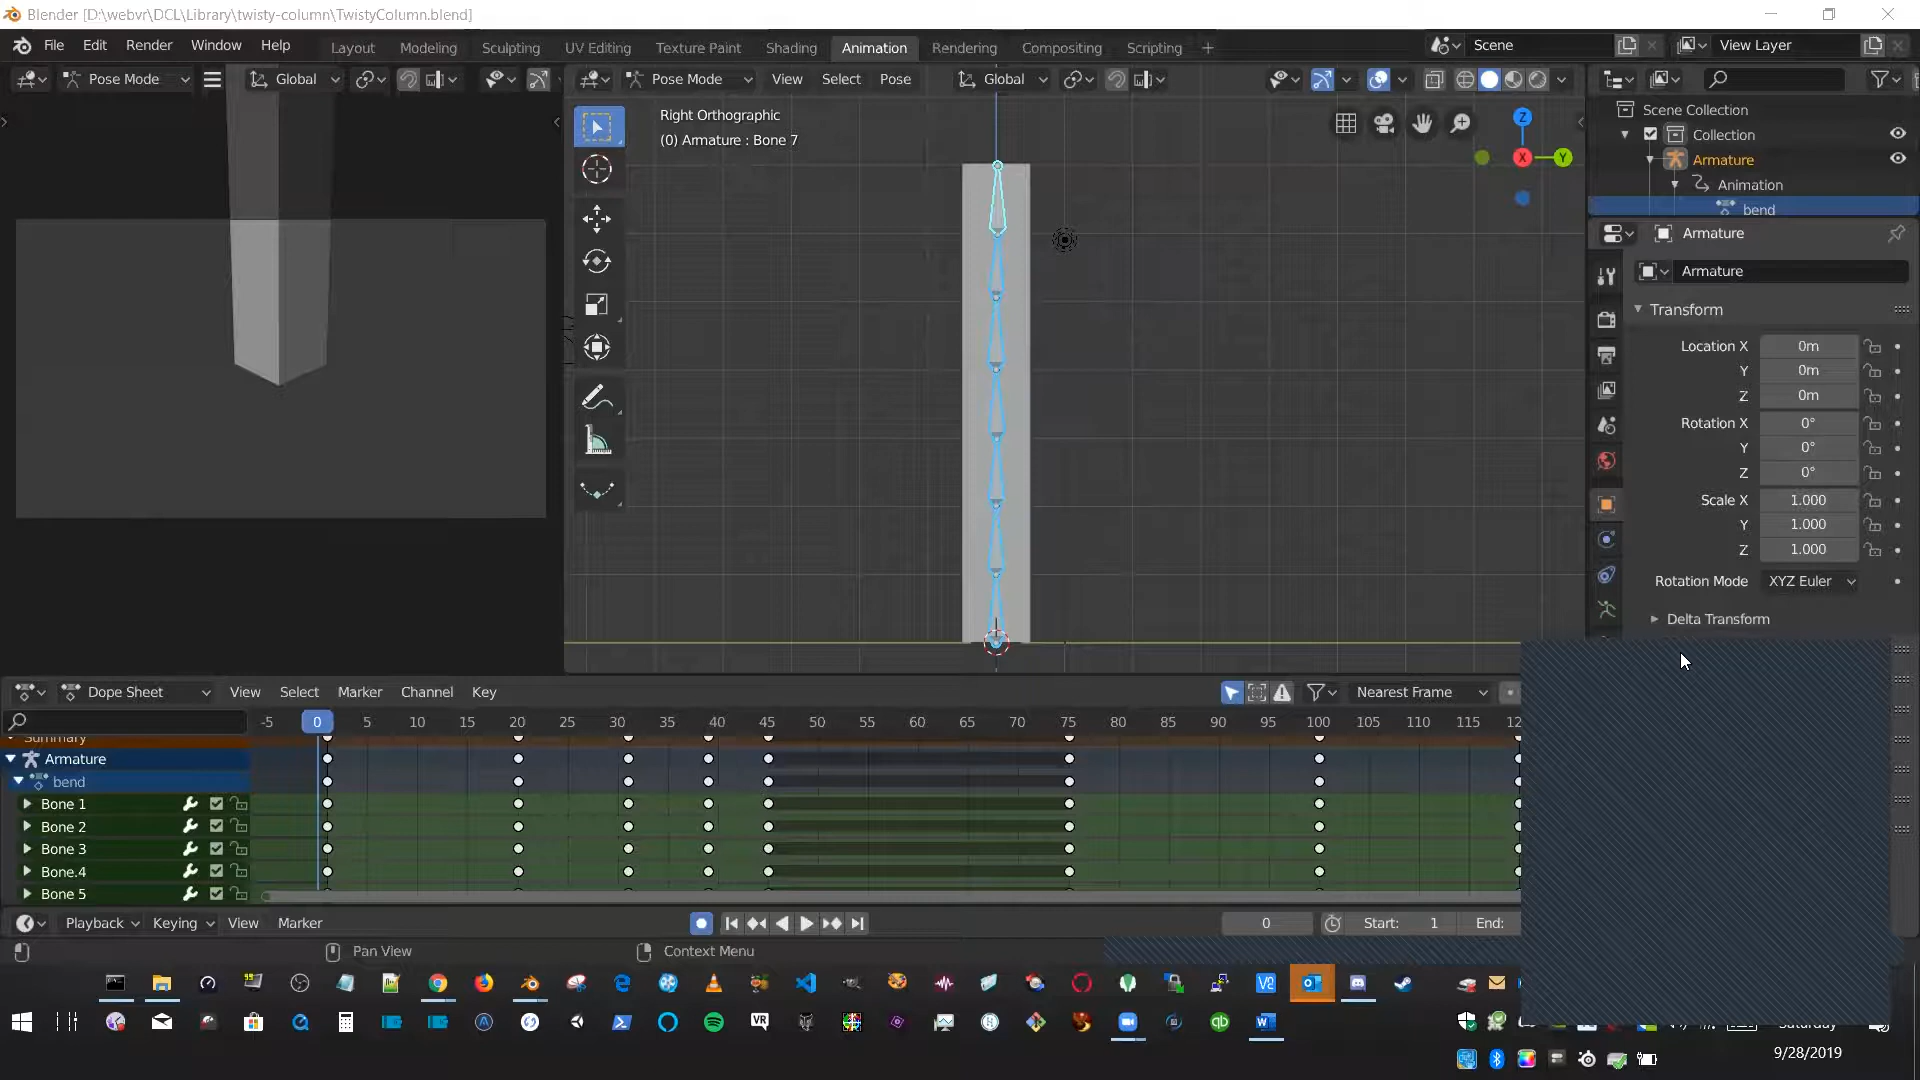 Blender [D:\webvr\DCL\Library\twisty-column\TwistyColumn.blend]
File Edit Render Window Help Layout Modeling Sculpting UV Editing Texture Paint Shading Animation Rendering Compositing Scripting + Scene View Layer
Pose Mode Global Pose Mode View Select Pose Global
Right Orthographic
(0) Armature : Bone 7
Z
X
Y
Scene Collection
Collection
Armature
Animation
bend
Armature
Armature
Transform
Location X 0m
Y 0m
Z 0m
Rotation X 0°
Y 0°
Z 0°
Scale X 1.000
Y 1.000
Z 1.000
Rotation Mode XYZ Euler
Delta Transform
Dope Sheet View Select Marker Channel Key Nearest Frame
-5 0 5 10 15 20 25 30 35 40 45 50 55 60 65 70 75 80 85 90 95 100 105 110 115 12
Summary
Armature
bend
Bone 1
Bone 2
Bone 3
Bone.4
Bone 5
Playback Keying View Marker 0 Start: 1 End:
Pan View Context Menu
VR
qb
Saturday
9/28/2019